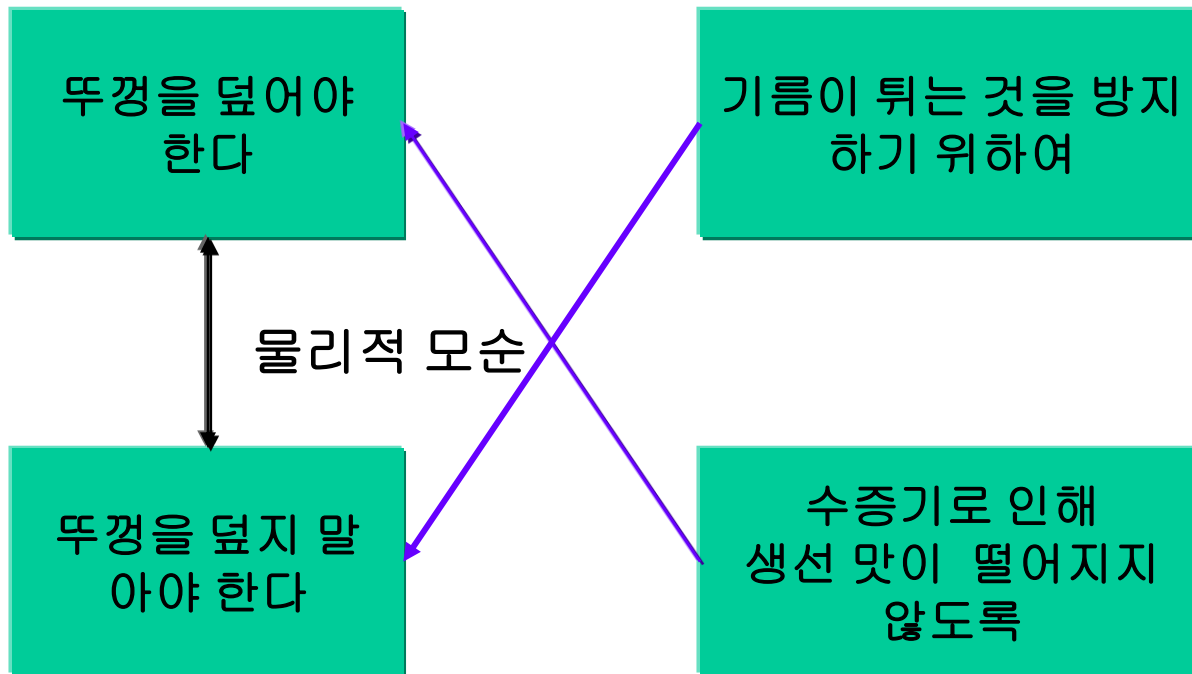 뚜껑을 덮어야
한다
기름이 튀는 것을 방지
하기 위하여
물리적 모순
뚜껑을 덮지 말
아야 한다
수증기로 인해
생선 맛이 떨어지지
않도록